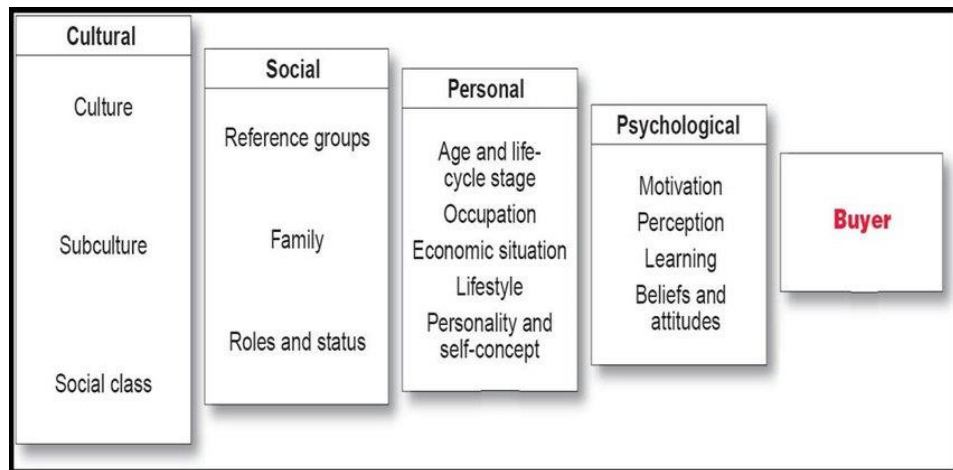 Cultural
Culture
Subculture
Social class
Social
Reference groups
Family
Roles and status
Personal
Age and life-
cycle stage
Occupation
Economic situation
Lifestyle
Personality and
self-concept
Psychological
Motivation
Perception
Learning
Beliefs and
attitudes
Buyer